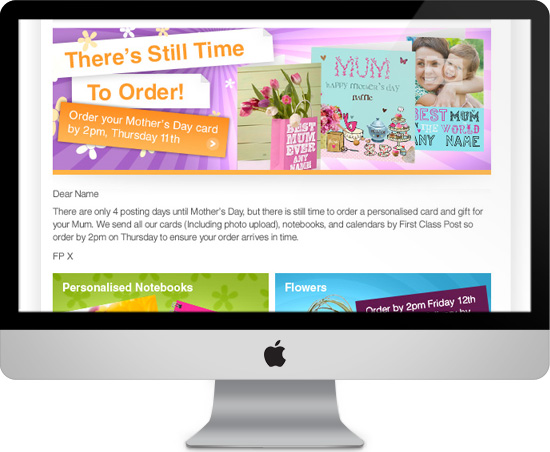 There's Still Time
To Order!
Order your Mother's Day card
by 2pm, Thursday 11th
BEST
MUM
EVER
ANY
NAME
MUM
HAPPY MOTHER'S DAY
name
BEST MUM
IN THE WORLD
ANY NAME
Dear Name
There are only 4 posting days until Mother's Day, but there is still time to order a personalised card and gift for
your Mum. We send all our cards (Including photo upload), notebooks, and calendars by First Class Post so
order by 2pm on Thursday to ensure your order arrives in time.
FP X
Personalised Notebooks
Flowers
Order by 2pm Friday 12th